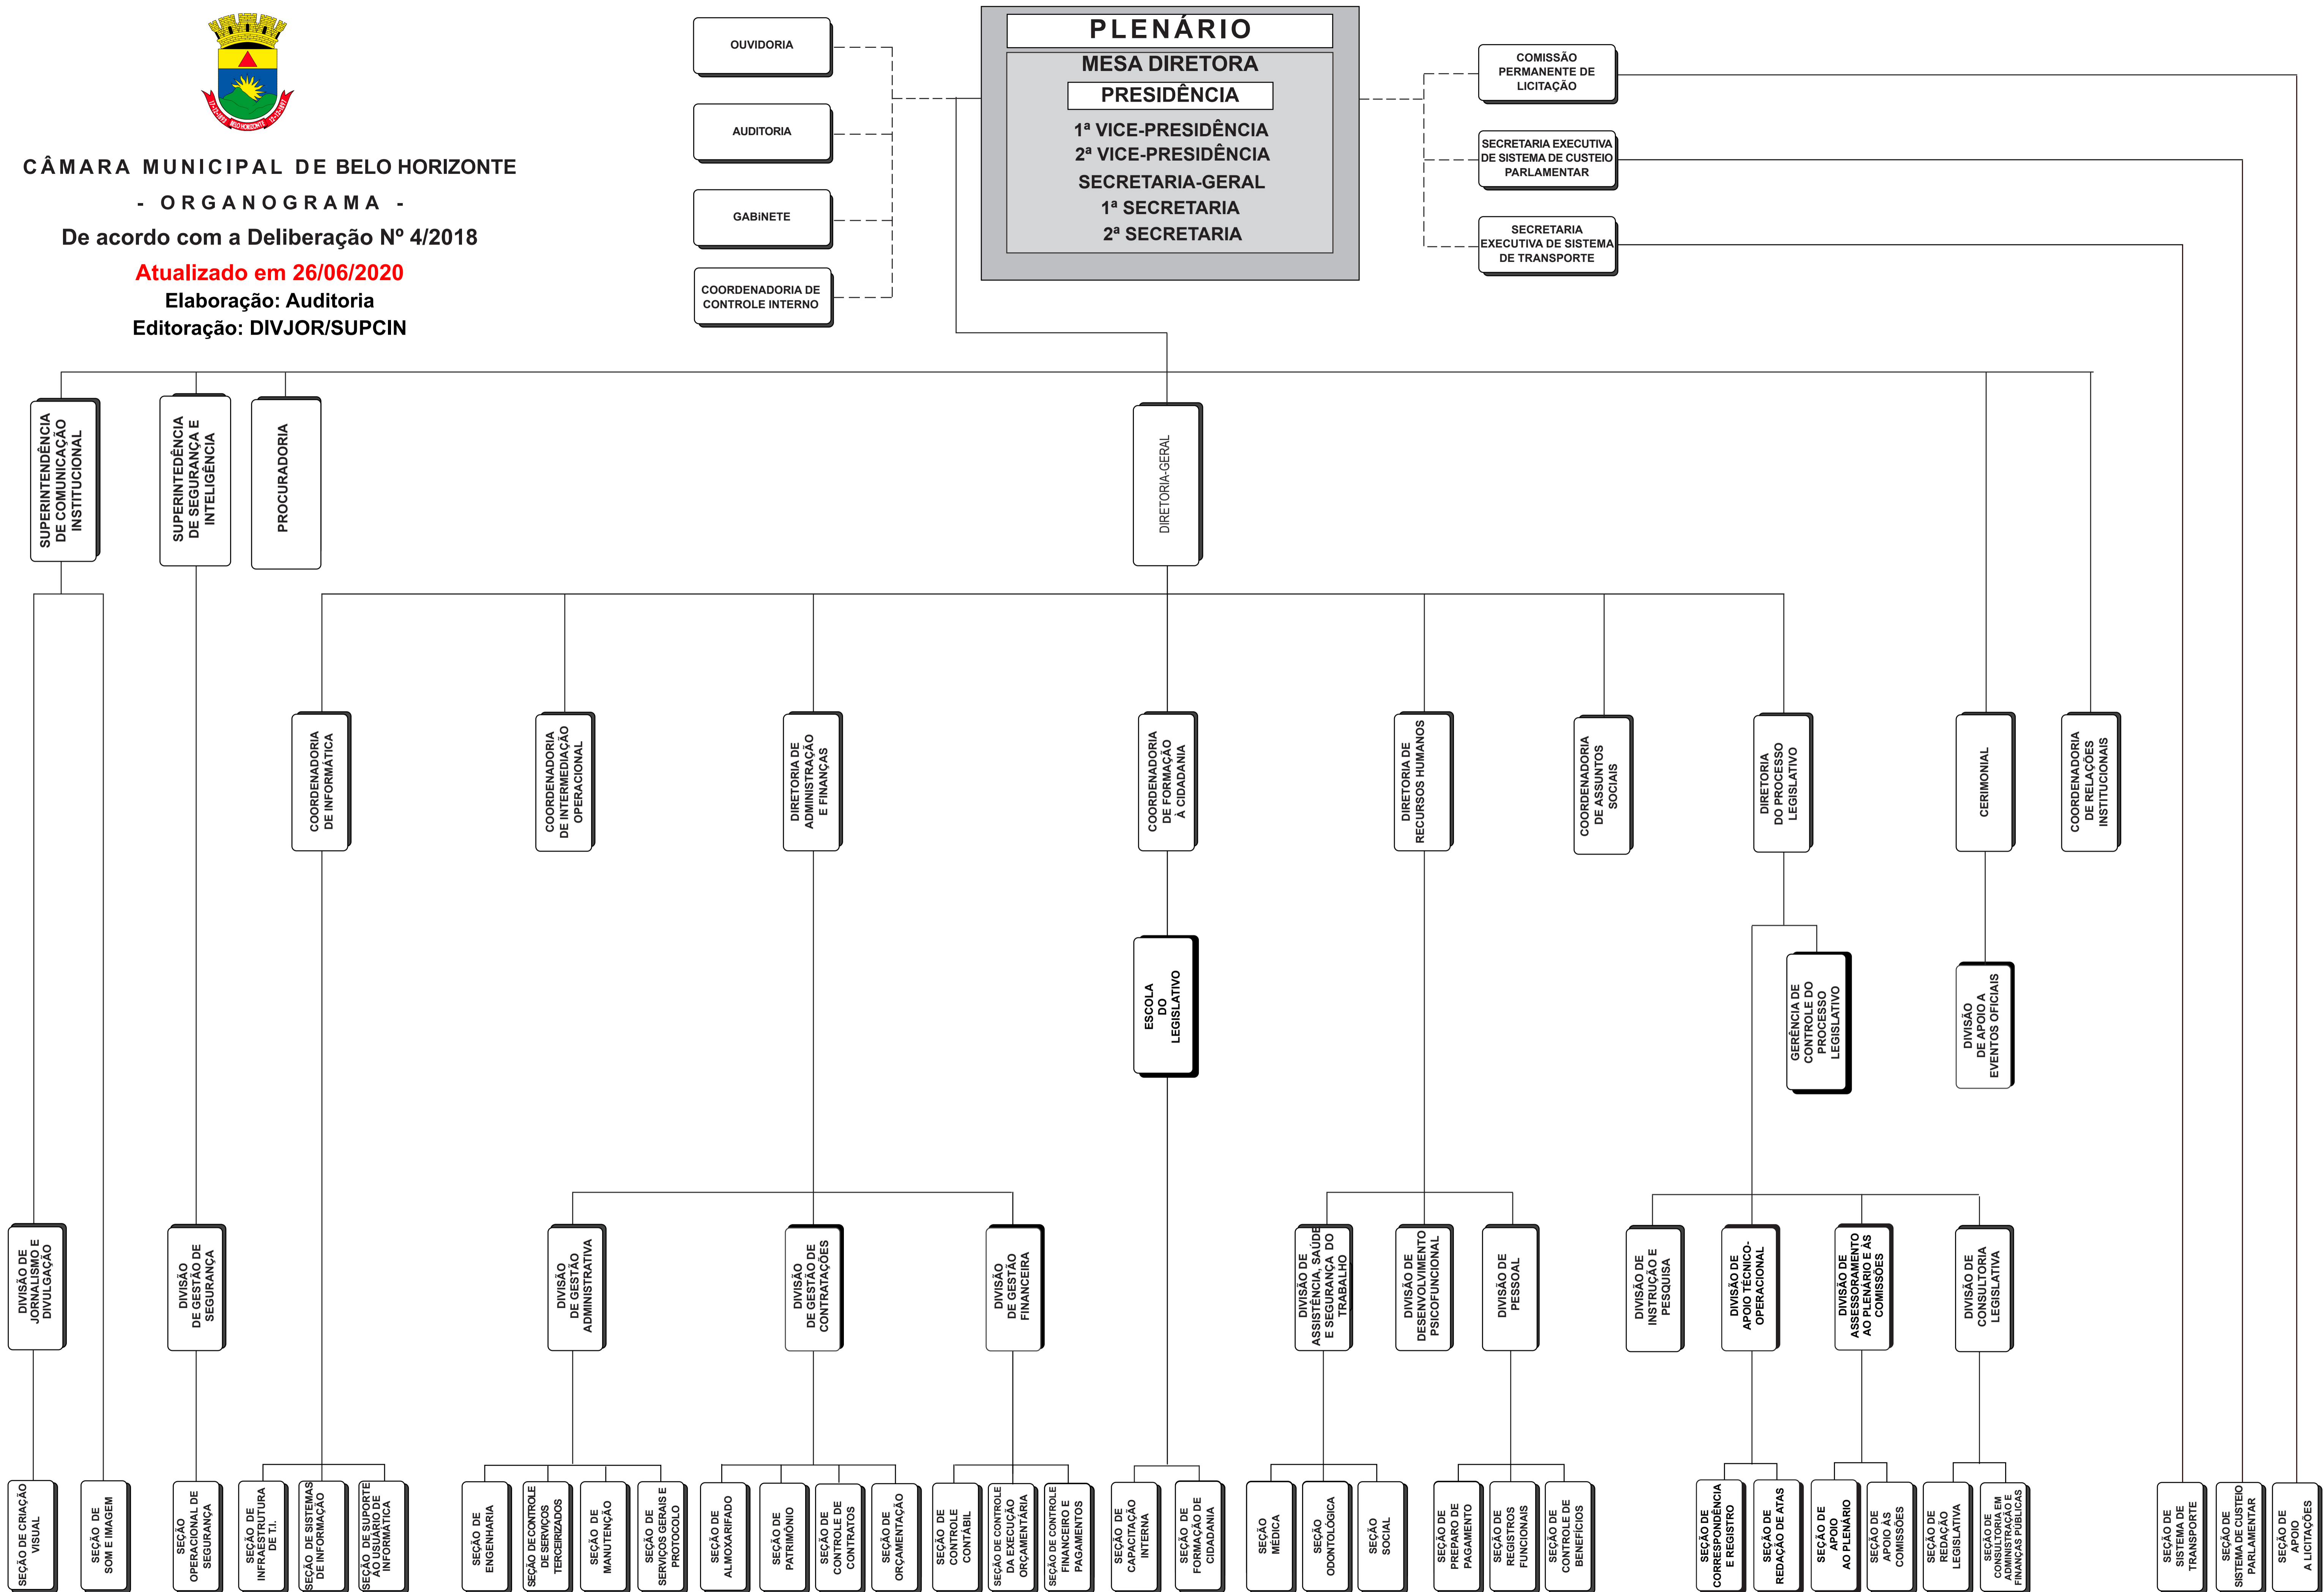 17-12-1893 BELO HORIZONTE 12-12-1897
CÂMARA MUNICIPAL DE BELO HORIZONTE
- ORGANOGRAMA -
De acordo com a Deliberação Nº 4/2018
Atualizado em 26/06/2020
Elaboração: Auditoria
Editoração: DIVJOR/SUPCIN
OUVIDORIA
AUDITORIA
GABiNETE
COORDENADORIA DE
CONTROLE INTERNO
PLENÁRIO
MESA DIRETORA
PRESIDÊNCIA
1ª VICE-PRESIDÊNCIA
2ª VICE-PRESIDÊNCIA
SECRETARIA-GERAL
1ª SECRETARIA
2ª SECRETARIA
COMISSÃO
PERMANENTE DE
LICITAÇÃO
SECRETARIA EXECUTIVA
DE SISTEMA DE CUSTEIO
PARLAMENTAR
SECRETARIA
EXECUTIVA DE SISTEMA
DE TRANSPORTE
SUPERINTENDÊNCIA
DE COMUNICAÇÃO
INSTITUCIONAL
SUPERINTEDÊNCIA
DE SEGURANÇA E
INTELIGÊNCIA
PROCURADORIA
DIRETORIA-GERAL
COORDENADORIA
DE INFORMÁTICA
COORDENADORIA
DE INTERMEDIAÇÃO
OPERACIONAL
DIRETORIA DE
ADMINISTRAÇÃO
E FINANÇAS
COORDENADORIA
DE FORMAÇÃO
À CIDADANIA
DIRETORIA DE
RECURSOS HUMANOS
COORDENADORIA
DE ASSUNTOS
SOCIAIS
DIRETORIA
DO PROCESSO
LEGISLATIVO
CERIMONIAL
COORDENADORIA
DE RELAÇÕES
INSTITUCIONAIS
ESCOLA
DO
LEGISLATIVO
GERÊNCIA DE
CONTROLE DO
PROCESSO
LEGISLATIVO
DIVISÃO
DE APOIO A
EVENTOS OFICIAIS
DIVISÃO DE
JORNALISMO E
DIVULGAÇÃO
DIVISÃO
DE GESTÃO DE
SEGURANÇA
DIVISÃO
DE GESTÃO
ADMINISTRATIVA
DIVISÃO
DE GESTÃO DE
CONTRATAÇÕES
DIVISÃO
DE GESTÃO
FINANCEIRA
DIVISÃO DE
ASSISTÊNCIA, SAÚDE
E SEGURANÇA DO
TRABALHO
DIVISÃO DE
DESENVOLVIMENTO
PSICOFUNCIONAL
DIVISÃO DE
PESSOAL
DIVISÃO DE
INSTRUÇÃO E
PESQUISA
DIVISÃO DE
APOIO TÉCNICO-
OPERACIONAL
DIVISÃO DE
ASSESSORAMENTO
AO PLENÁRIO E ÀS
COMISSÕES
DIVISÃO DE
CONSULTORIA
LEGISLATIVA
SEÇÃO DE CRIAÇÃO
VISUAL
SEÇÃO DE
SOM E IMAGEM
SEÇÃO
OPERACIONAL DE
SEGURANÇA
SEÇÃO DE
INFRAESTRUTURA
DE T.I.
SEÇÃO DE SISTEMAS
DE INFORMAÇÃO
SEÇÃO DE SUPORTE
AO USUÁRIO DE
INFORMÁTICA
SEÇÃO DE
ENGENHARIA
SEÇÃO DE CONTROLE
DE SERVICOS
TERCERIZADOS
SEÇÃO DE
MANUTENÇÃO
SEÇÃO DE
SERVIÇOS GERAIS E
PROTOCOLO
SEÇÃO DE
ALMOXARIFADO
SEÇÃO DE
PATRIMÔNIO
SEÇÃO DE
CONTROLE DE
CONTRATOS
SEÇÃO DE
ORÇAMENTAÇÃO
SEÇÃO DE
CONTROLE
CONTÁBIL
SEÇÃO DE CONTROLE
DA EXECUÇÃO
ORÇAMENTÁRIA
SEÇÃO DE CONTROLE
FINANCEIRO E
PAGAMENTOS
SEÇÃO DE
CAPACITAÇÃO
INTERNA
SEÇÃO DE
FORMAÇÃO DE
CIDADANIA
SEÇÃO
MÉDICA
SEÇÃO
ODONTOLÓGICA
SEÇÃO
SOCIAL
SEÇÃO DE
PREPARO DE
PAGAMENTO
SEÇÃO DE
REGISTROS
FUNCIONAIS
SEÇÃO DE
CONTROLE DE
BENEFÍCIOS
SEÇÃO DE
CORRESPONDÊNCIA
E REGISTRO
SEÇÃO DE
REDAÇÃO DE ATAS
SEÇÃO DE
APOIO
AO PLENÁRIO
SEÇÃO DE
APOIO ÀS
COMISSÕES
SEÇÃO DE
REDAÇÃO
LEGISLATIVA
SEÇÃO DE
CONSULTORIA EM
ADMINISTRAÇÃO E
FINANÇAS PÚBLICAS
SEÇÃO DE
SISTEMA DE
TRANSPORTE
SEÇÃO DE
SISTEMA DE CUSTEIO
PARLAMENTAR
SEÇÃO DE
APOIO
A LICITAÇÕES